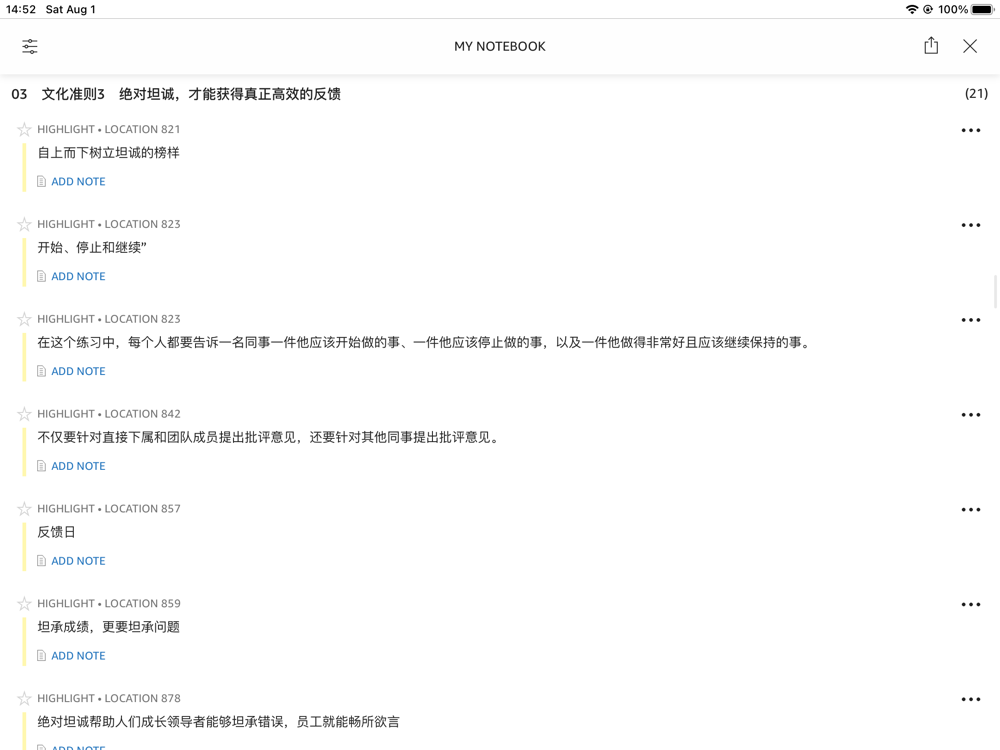 14:52 Sat Aug 1 100%
MY NOTEBOOK
03 文化准则3 绝对坦诚，才能获得真正高效的反馈 (21)
HIGHLIGHT • LOCATION 821
自上而下树立坦诚的榜样
ADD NOTE
HIGHLIGHT • LOCATION 823
开始、停止和继续”
ADD NOTE
HIGHLIGHT • LOCATION 823
在这个练习中，每个人都要告诉一名同事一件他应该开始做的事、一件他应该停止做的事，以及一件他做得非常好且应该继续保持的事。
ADD NOTE
HIGHLIGHT • LOCATION 842
不仅要针对直接下属和团队成员提出批评意见，还要针对其他同事提出批评意见。
ADD NOTE
HIGHLIGHT • LOCATION 857
反馈日
ADD NOTE
HIGHLIGHT • LOCATION 859
坦承成绩，更要坦承问题
ADD NOTE
HIGHLIGHT • LOCATION 878
绝对坦诚帮助人们成长领导者能够坦承错误，员工就能畅所欲言
ADD NOTE